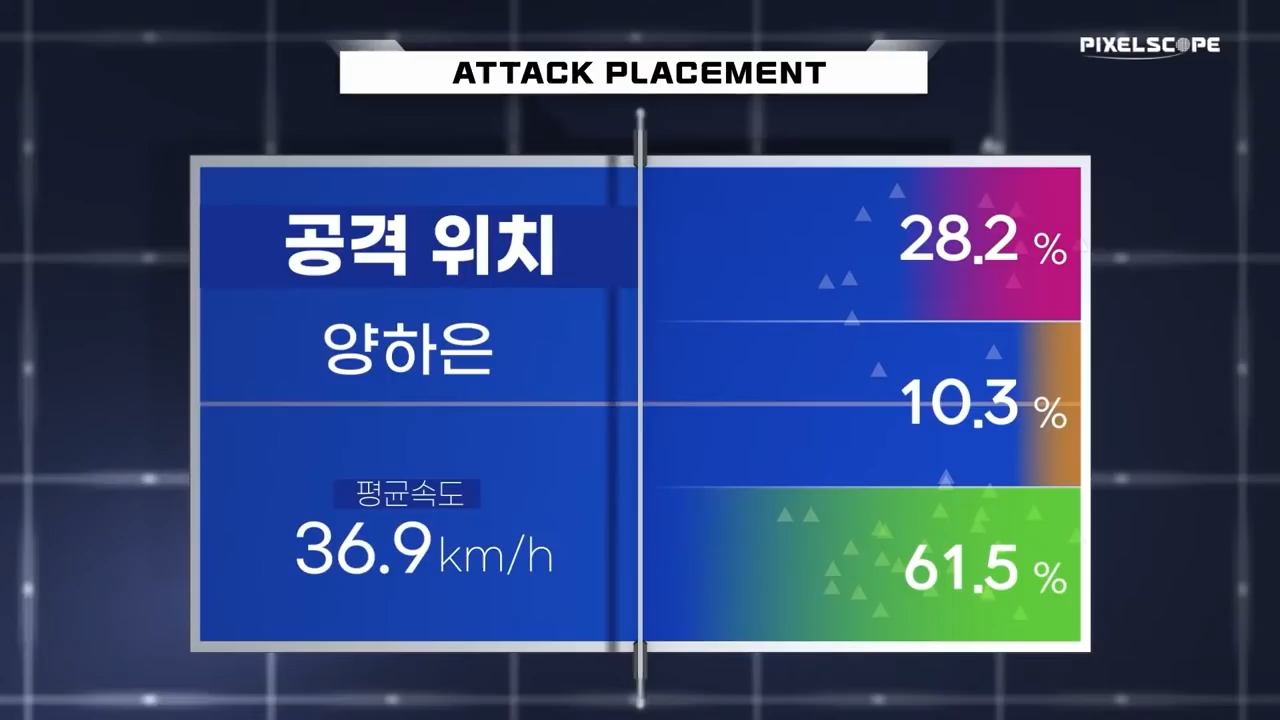 PIXELSCOPE
ATTACK PLACEMENT
공격 위치
양하은
평균속도
36.9km/h
28.2 %
10.3 %
61.5 %